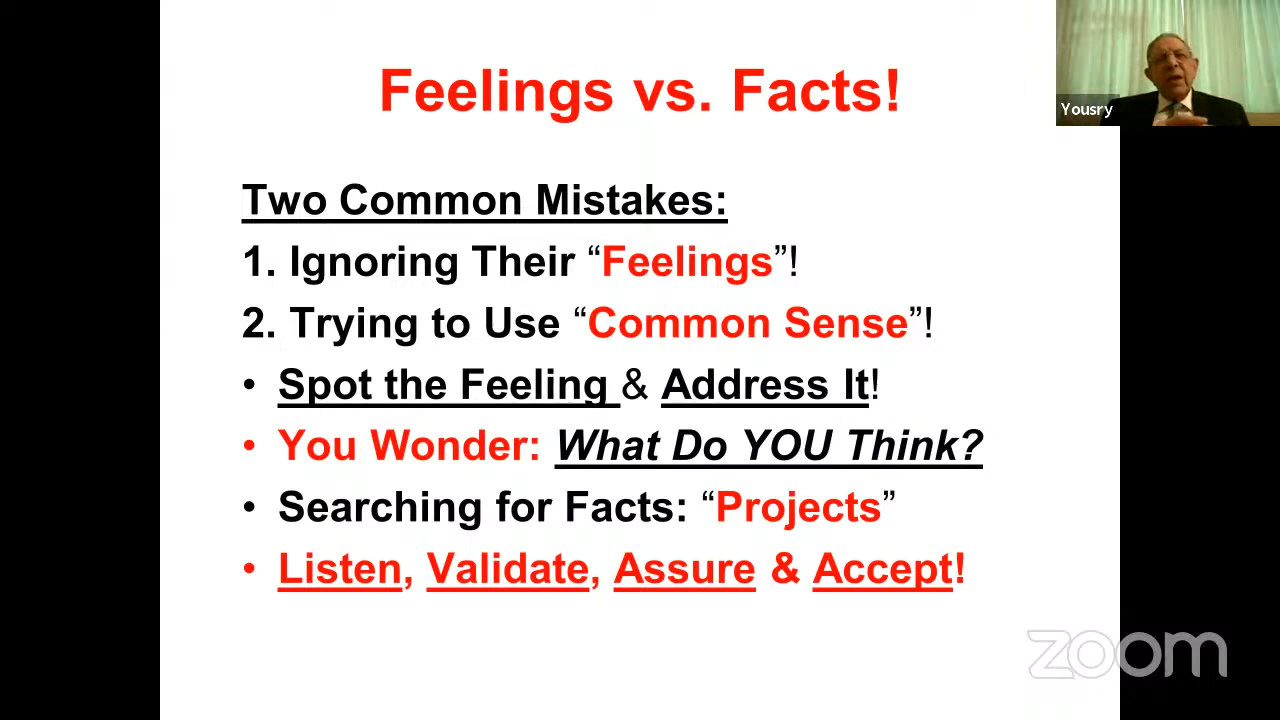 Feelings vs. Facts!
Yousry
Two Common Mistakes:
1. Ignoring Their “Feelings”!
2. Trying to Use “Common Sense”!
• Spot the Feeling & Address It!
• You Wonder: What Do YOU Think?
• Searching for Facts: “Projects”
• Listen, Validate, Assure & Accept!
zoom